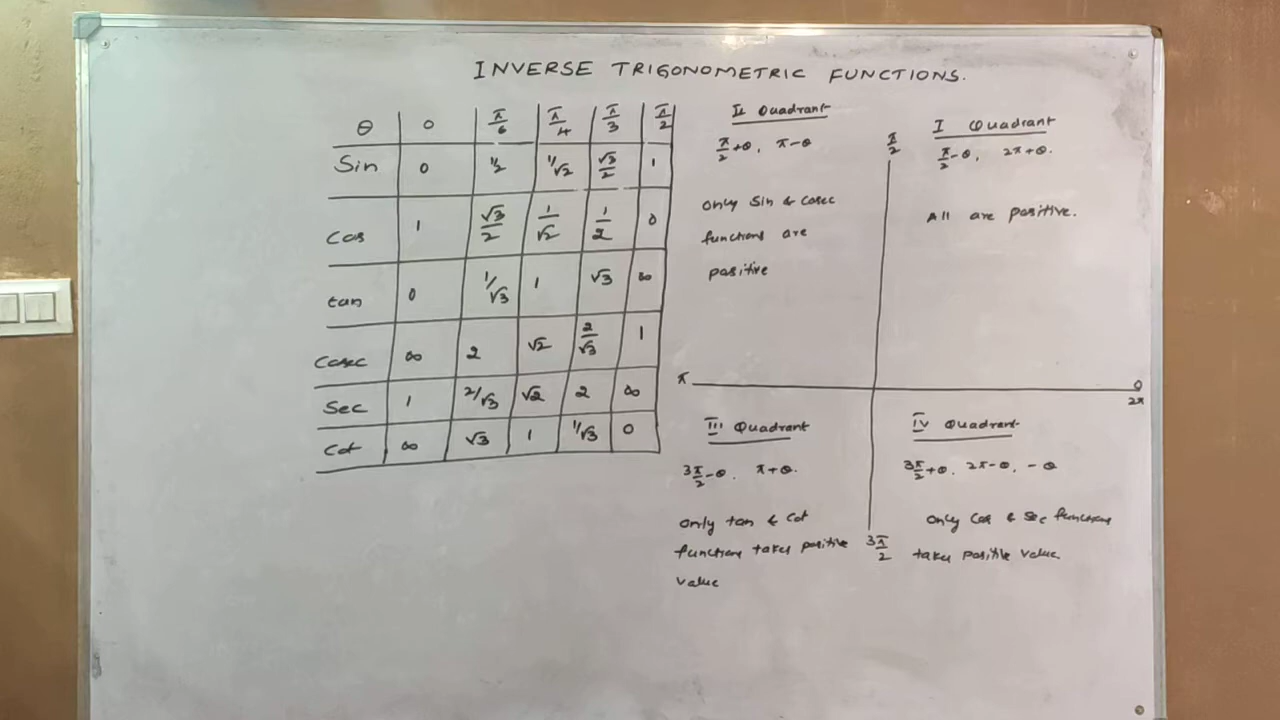 INVERSE TRIGONOMETRIC FUNCTIONS.
θ 0 π/6 π/4 π/3 π/2
Sin 0 1/2 1/√2 √3/2 1
Cos 1 √3/2 1/√2 1/2 0
tan 0 1/√3 1 √3 ∞
Cosec ∞ 2 √2 2/√3 1
Sec 1 2/√3 √2 2 ∞
Cot ∞ √3 1 1/√3 0
II Quadrant
π/2+θ, π-θ
only Sin & Cosec
functions are
positive
π/2
I Quadrant
π/2-θ, 2π+θ.
All are positive.
π
0
2π
III Quadrant
3π/2-θ, π+θ.
only tan & Cot
functions takes positive
value
3π/2
IV Quadrant
3π/2+θ, 2π-θ, -θ
Only Cos & Sec functions
takes positive value